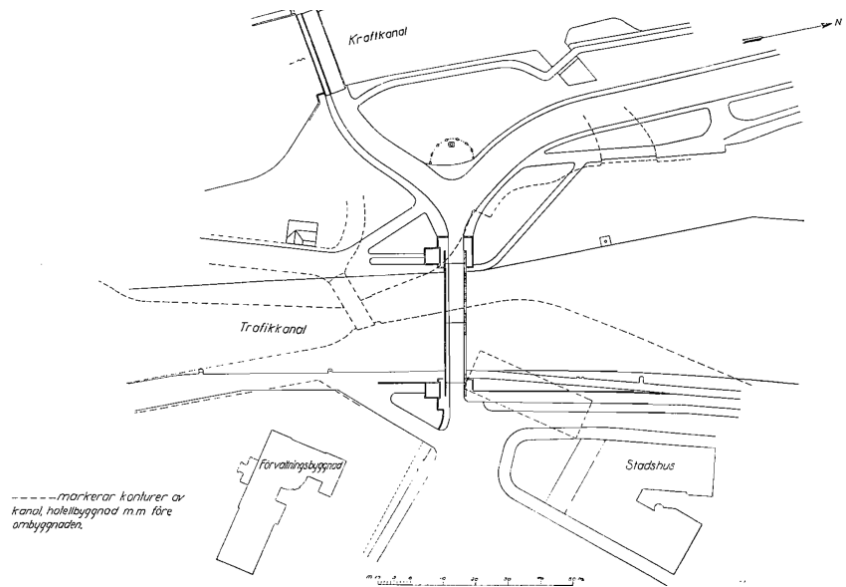 Kraftkanal
N
Trafikkanal
Förvaltningsbyggnad
Stadshus
------markerar konturer av
kanal, hotellbyggnad m.m före
ombyggnaden.